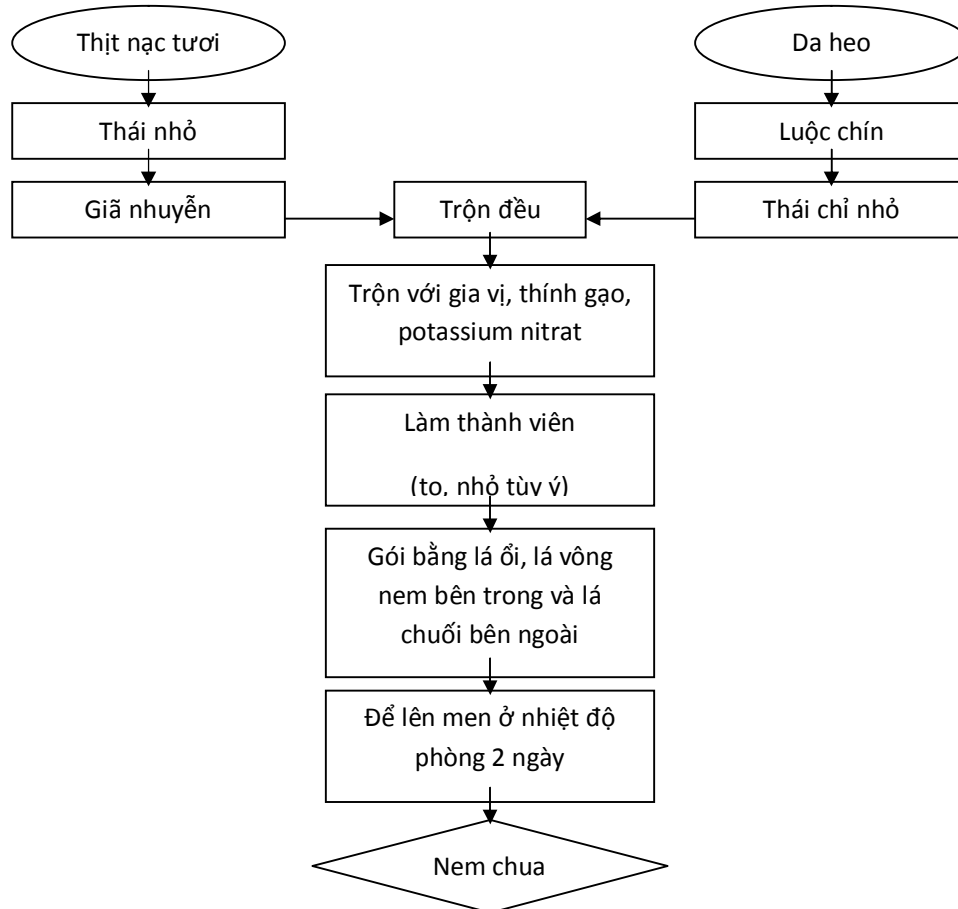 Thịt nạc tươi
Da heo
Thái nhỏ
Luộc chín
Giã nhuyễn
Trộn đều
Thái chỉ nhỏ
Trộn với gia vị, thính gạo,
potassium nitrat
Làm thành viên
(to, nhỏ tùy ý)
Gói bằng lá ổi, lá vông
nem bên trong và lá
chuối bên ngoài
Để lên men ở nhiệt độ
phòng 2 ngày
Nem chua